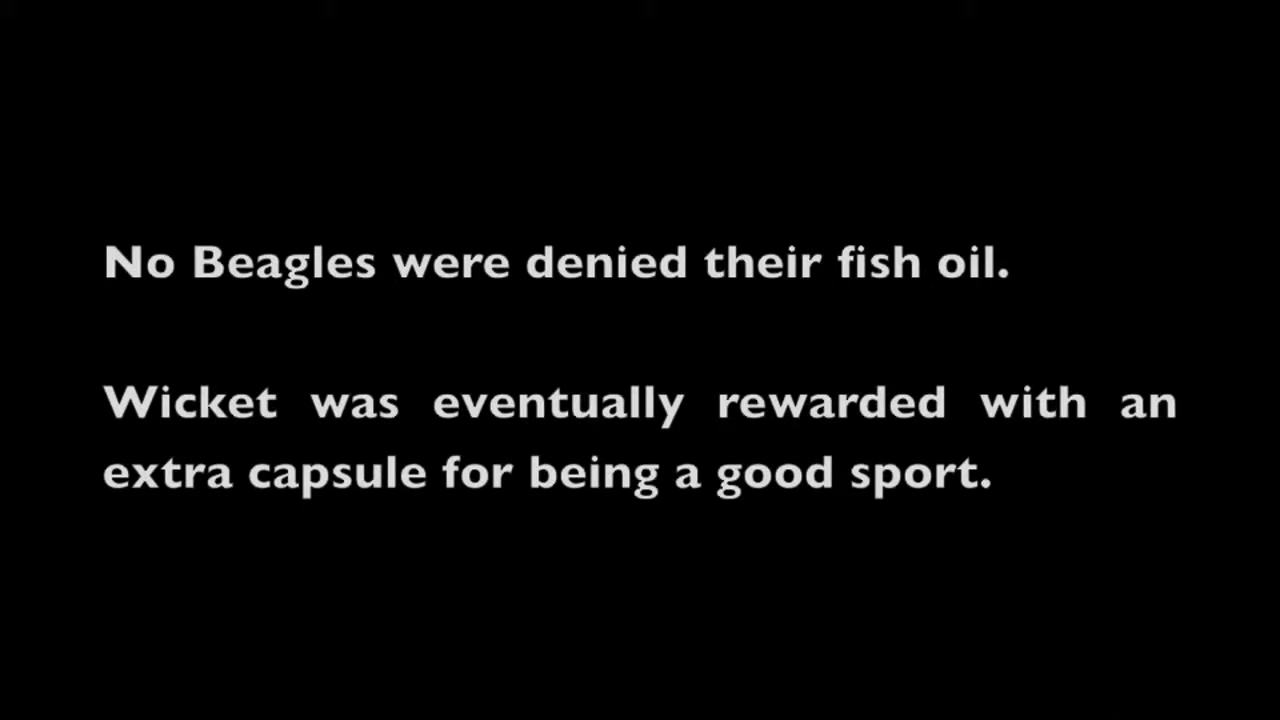 No Beagles were denied their fish oil.
Wicket was eventually rewarded with an
extra capsule for being a good sport.